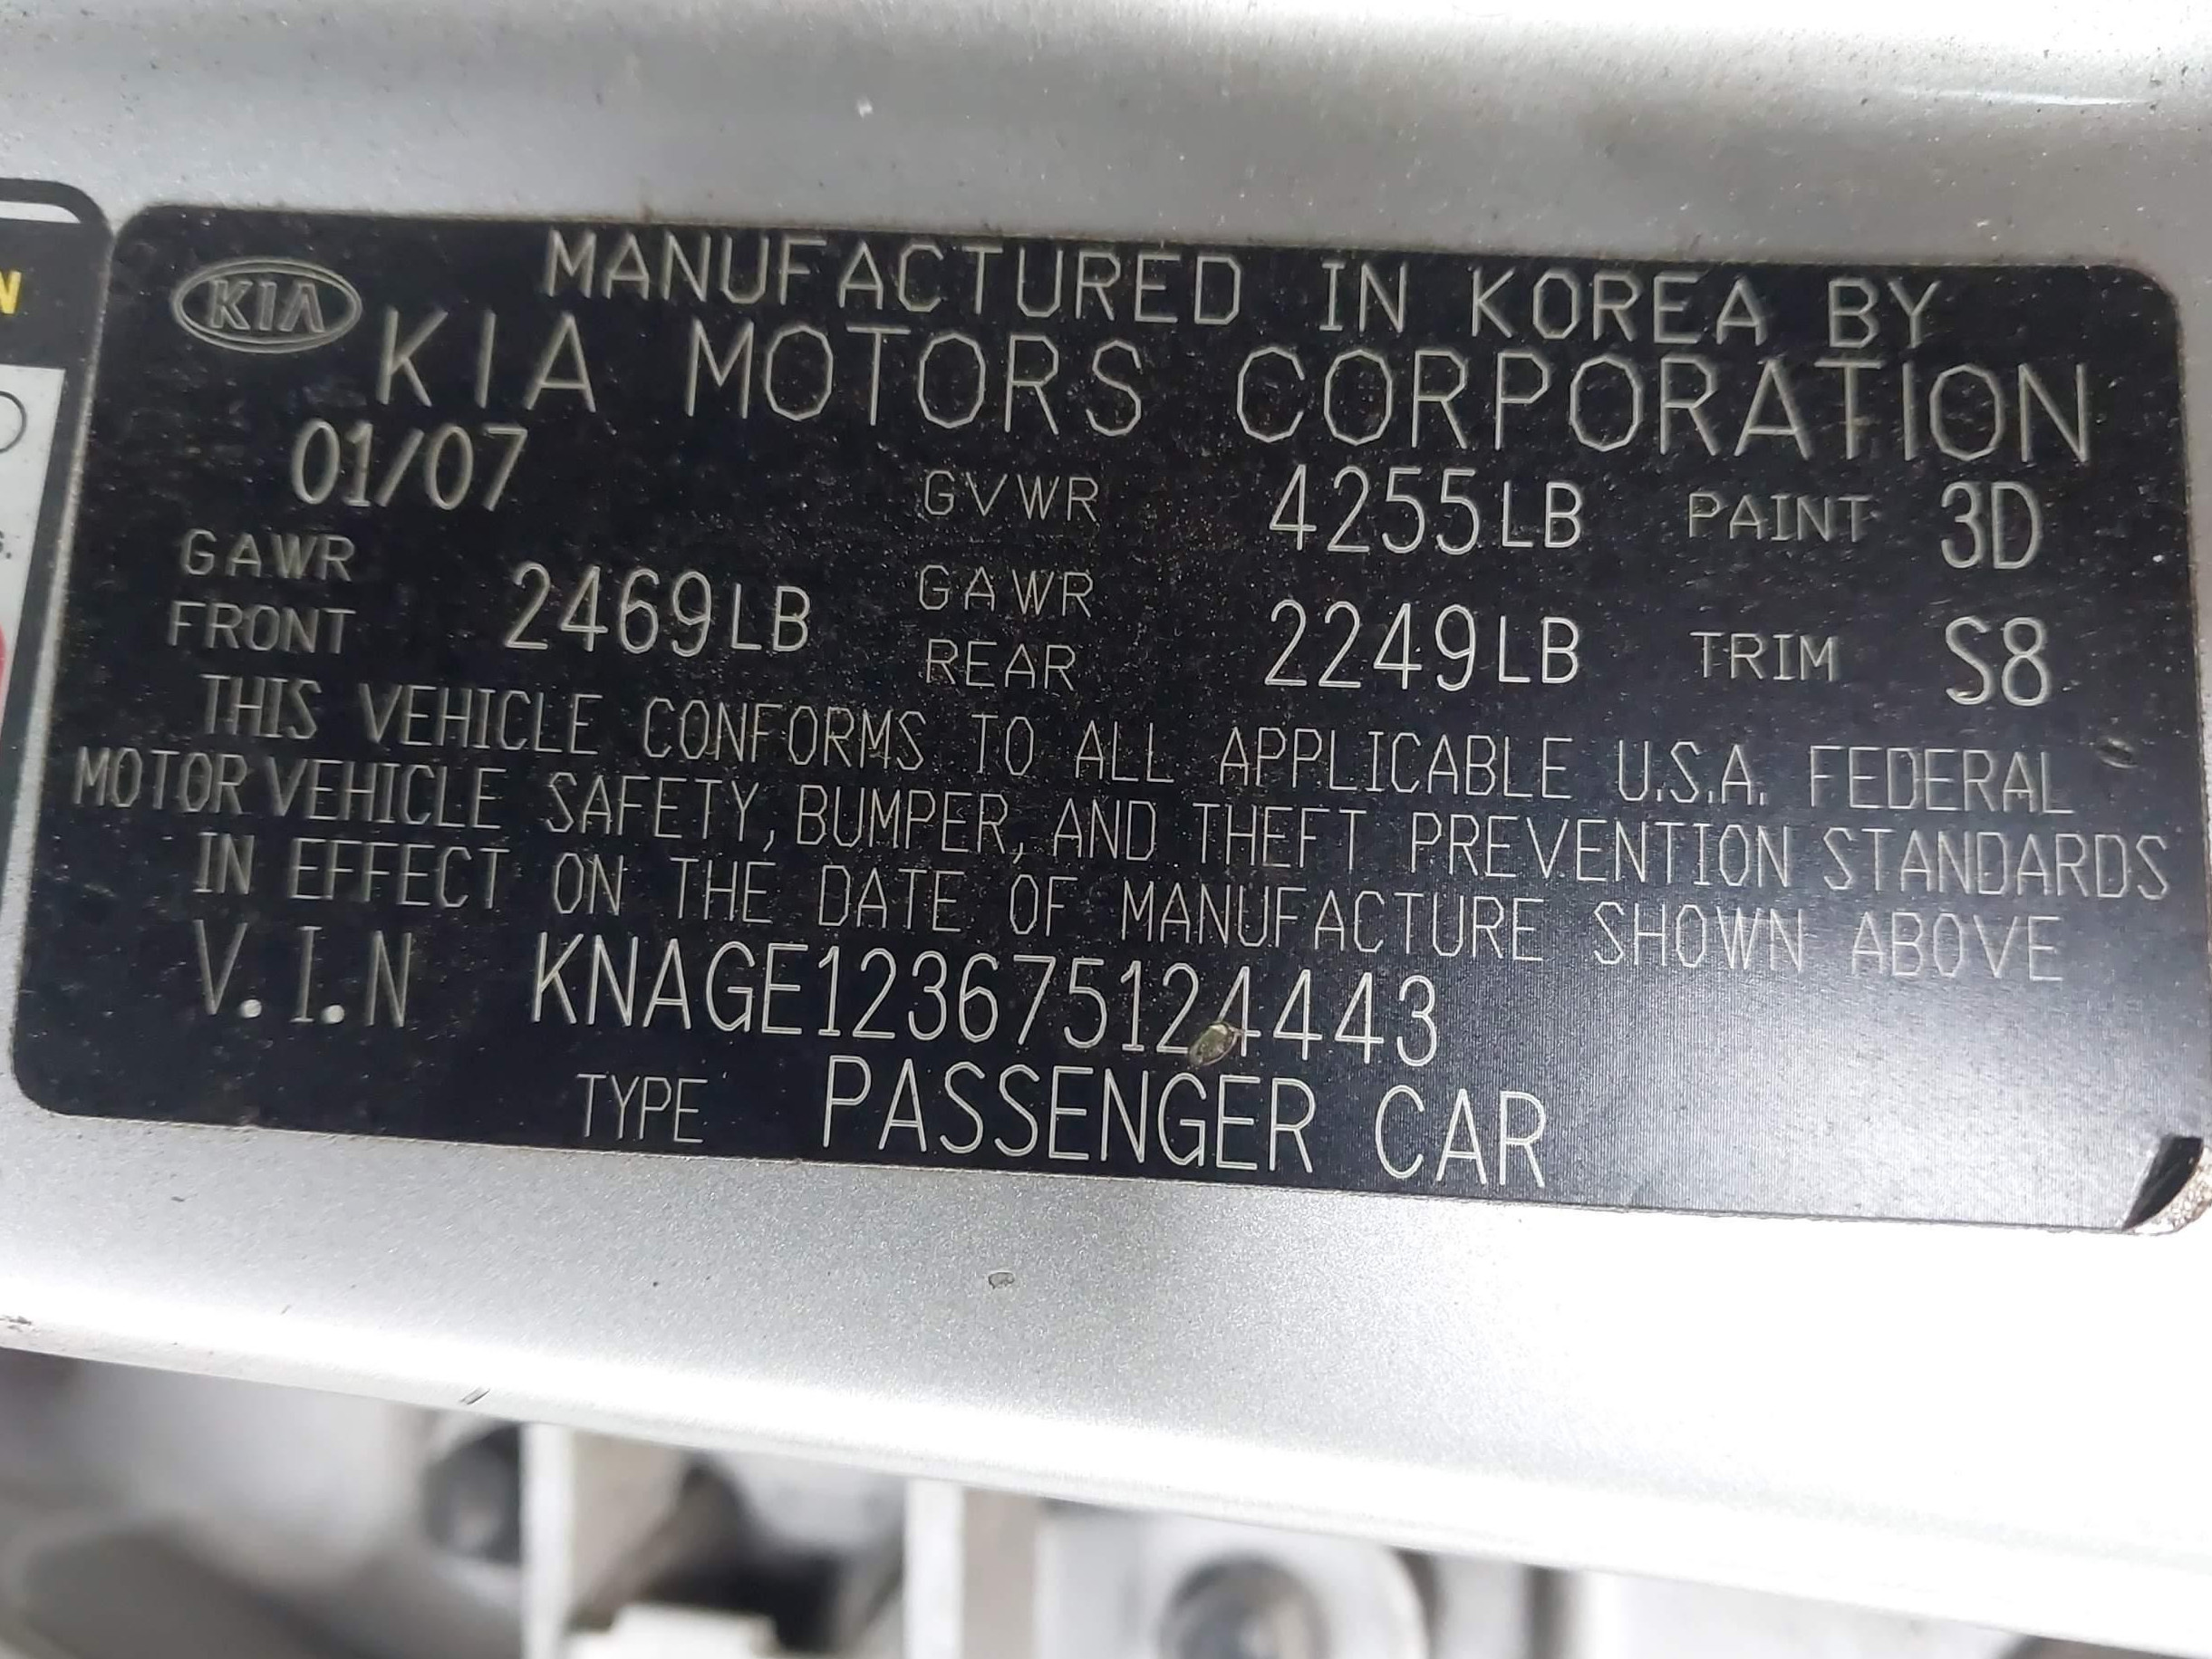 KIA
MANUFACTURED IN KOREA BY
KIA MOTORS CORPORATION
01/07 GVWR 4255LB PAINT 3D
GAWR FRONT 2469LB GAWR REAR 2249LB TRIM S8
THIS VEHICLE CONFORMS TO ALL APPLICABLE U.S.A. FEDERAL
MOTOR VEHICLE SAFETY, BUMPER, AND THEFT PREVENTION STANDARDS
IN EFFECT ON THE DATE OF MANUFACTURE SHOWN ABOVE
V.I.N KNAGE123675124443
TYPE PASSENGER CAR